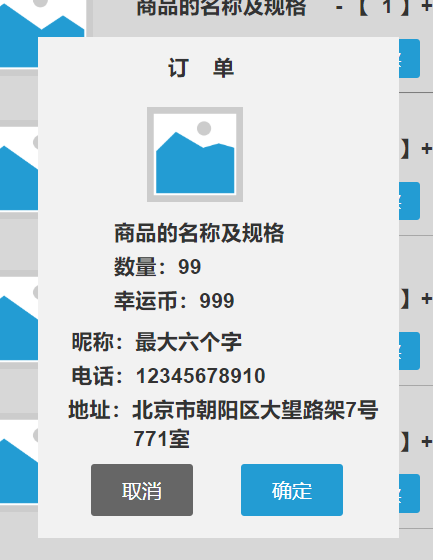 商品的名称及规格 - 【 1 】+
订 单
】+
商品的名称及规格
数量：99
幸运币：999
】+
昵称：最大六个字
电话：12345678910
地址：北京市朝阳区大望路架7号
771室
】+
取消 确定